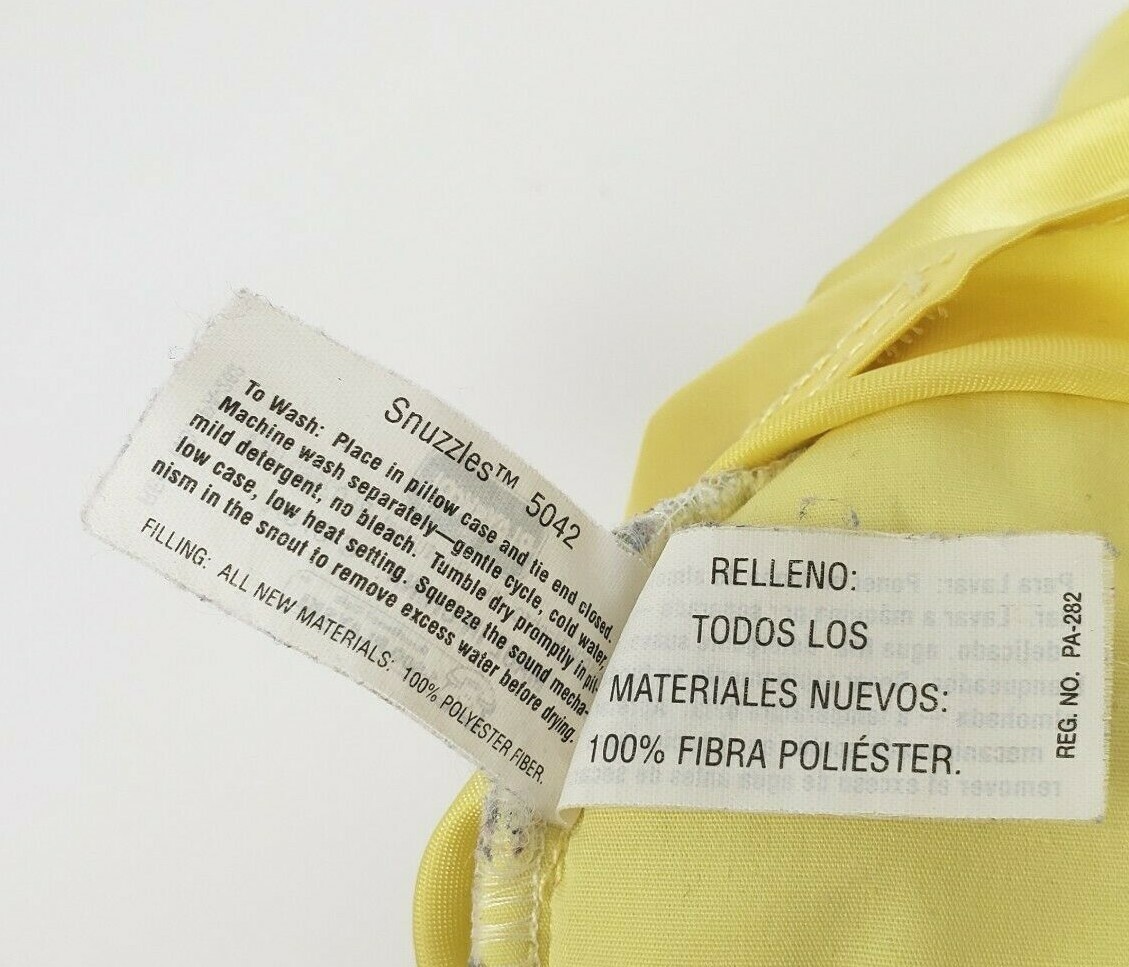 Snuzzles™ 5042
To Wash: Place in pillow case and tie end closed.
Machine wash separately—gentle cycle, cold water,
mild detergent, no bleach. Tumble dry promptly in pil-
low case, low heat setting. Squeeze the sound mecha-
nism in the snout to remove excess water before drying.
FILLING: ALL NEW MATERIALS: 100% POLYESTER FIBER.
RELLENO:
TODOS LOS
MATERIALES NUEVOS:
100% FIBRA POLIÉSTER.
REG. NO. PA-282